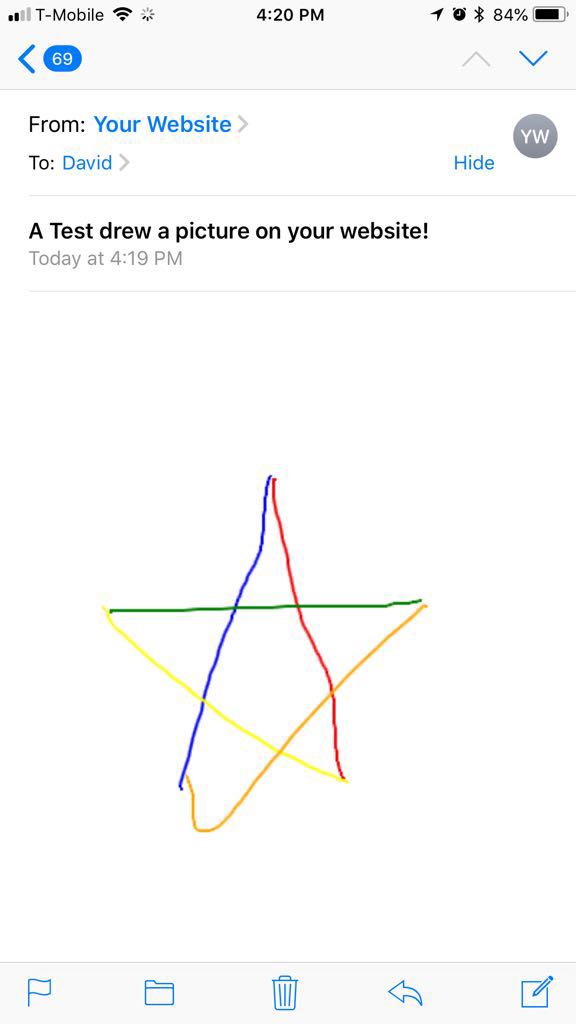 T-Mobile 4:20 PM 84%
69
From: Your Website
YW
To: David Hide
A Test drew a picture on your website!
Today at 4:19 PM